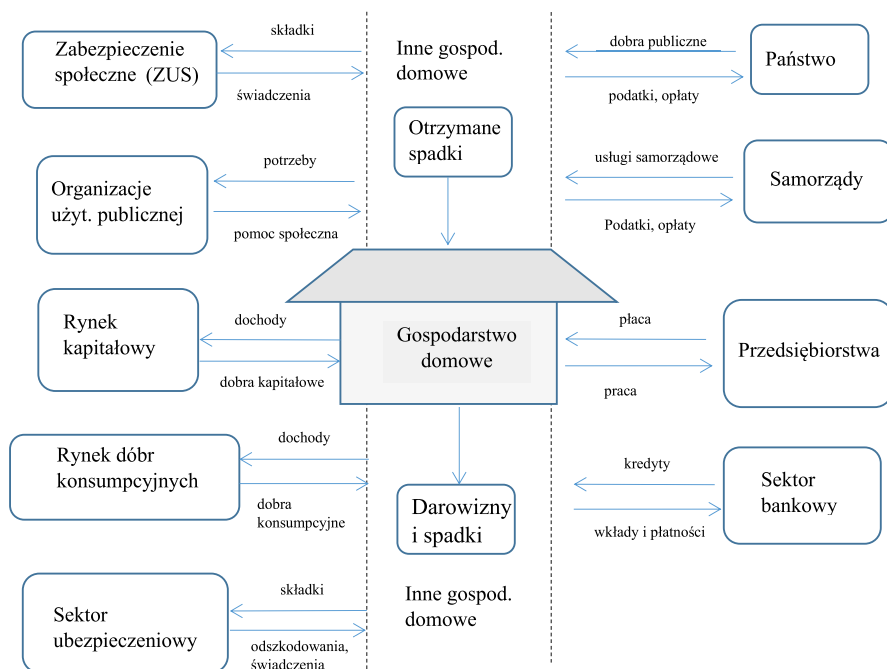 składki
Zabezpieczenie
społeczne (ZUS)
świadczenia
Inne gospod.
domowe
dobra publiczne
Państwo
podatki, opłaty
Otrzymane
spadki
potrzeby
Organizacje
użyt. publicznej
pomoc społeczna
usługi samorządowe
Samorządy
Podatki, opłaty
dochody
Rynek
kapitałowy
dobra kapitałowe
Gospodarstwo
domowe
płaca
Przedsiębiorstwa
praca
dochody
Rynek dóbr
konsumpcyjnych
dobra
konsumpcyjne
Darowizny
i spadki
kredyty
Sektor
bankowy
wkłady i płatności
składki
Sektor
ubezpieczeniowy
odszkodowania,
świadczenia
Inne gospod.
domowe